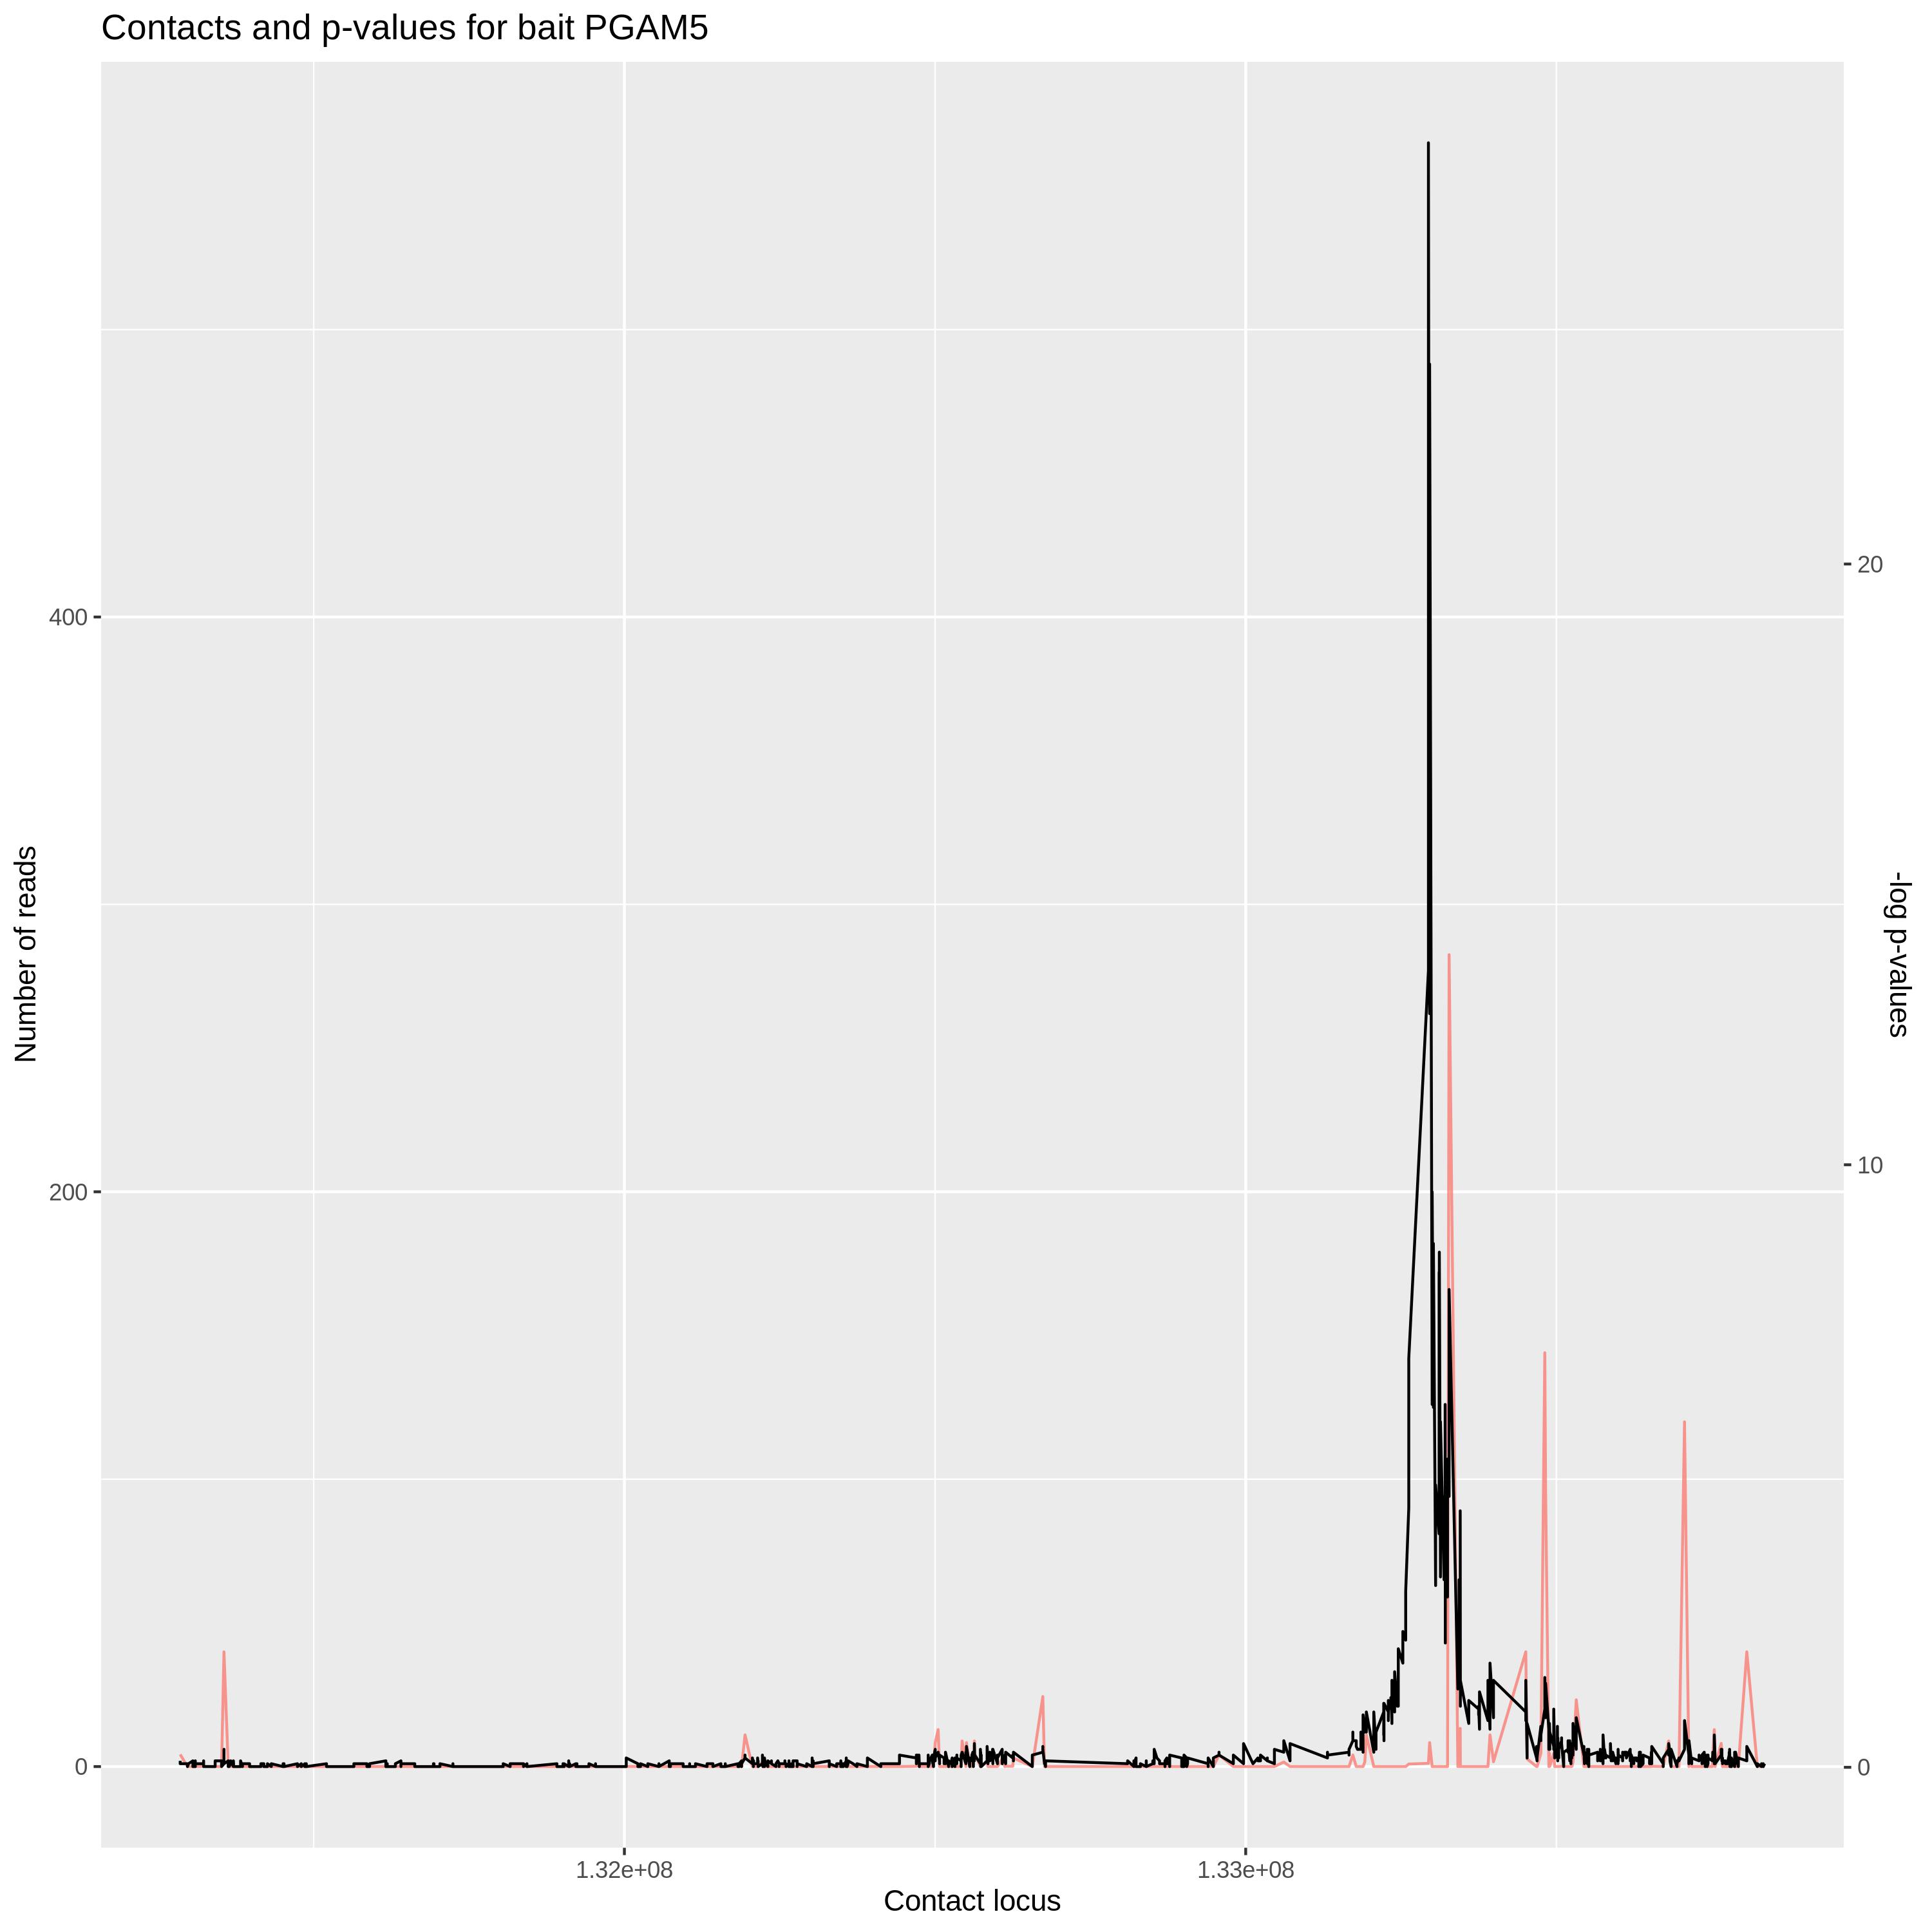 Contacts and p-values for bait PGAM5
Number of reads
400
200
0
20
10
0
-log p-values
1.32e+08
1.33e+08
Contact locus